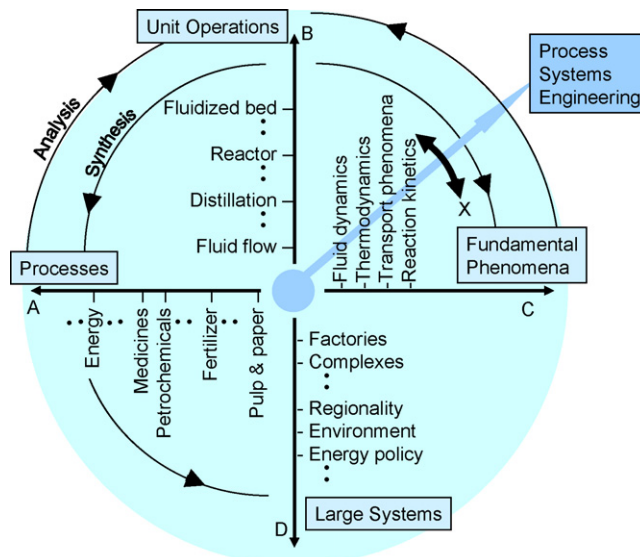 Unit Operations
B
Process
Systems
Engineering
Analysis
Synthesis
Fluidized bed
Reactor
Distillation
Fluid flow
-Fluid dynamics
-Thermodynamics
-Transport phenomena
-Reaction kinetics
X
Processes
Fundamental
Phenomena
A
C
Energy
Medicines
Petrochemicals
Fertilizer
Pulp & paper
- Factories
- Complexes
- Regionality
- Environment
- Energy policy
D
Large Systems